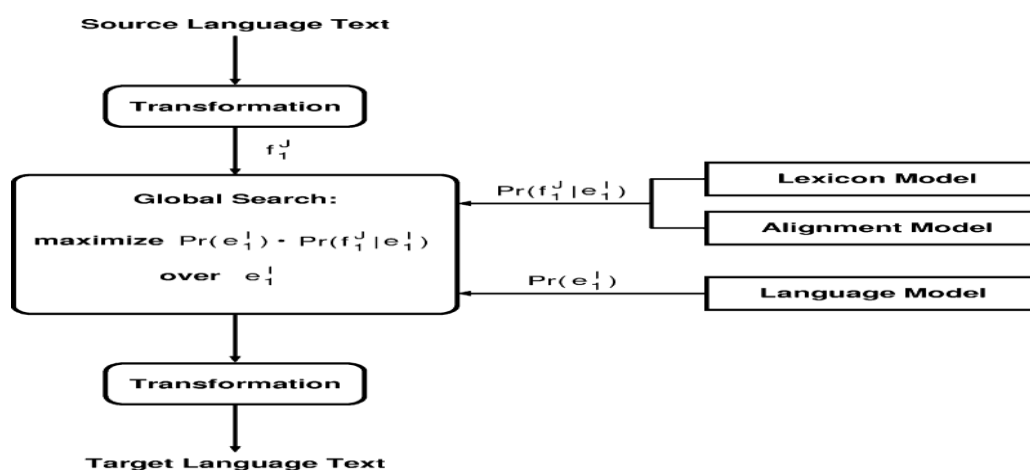 Source Language Text
Transformation
f₁ᴶ
Global Search:
maximize Pr(e₁ᴵ) · Pr(f₁ᴶ|e₁ᴵ)
over e₁ᴵ
Pr(f₁ᴶ|e₁ᴵ)
Lexicon Model
Alignment Model
Pr(e₁ᴵ)
Language Model
Transformation
Target Language Text